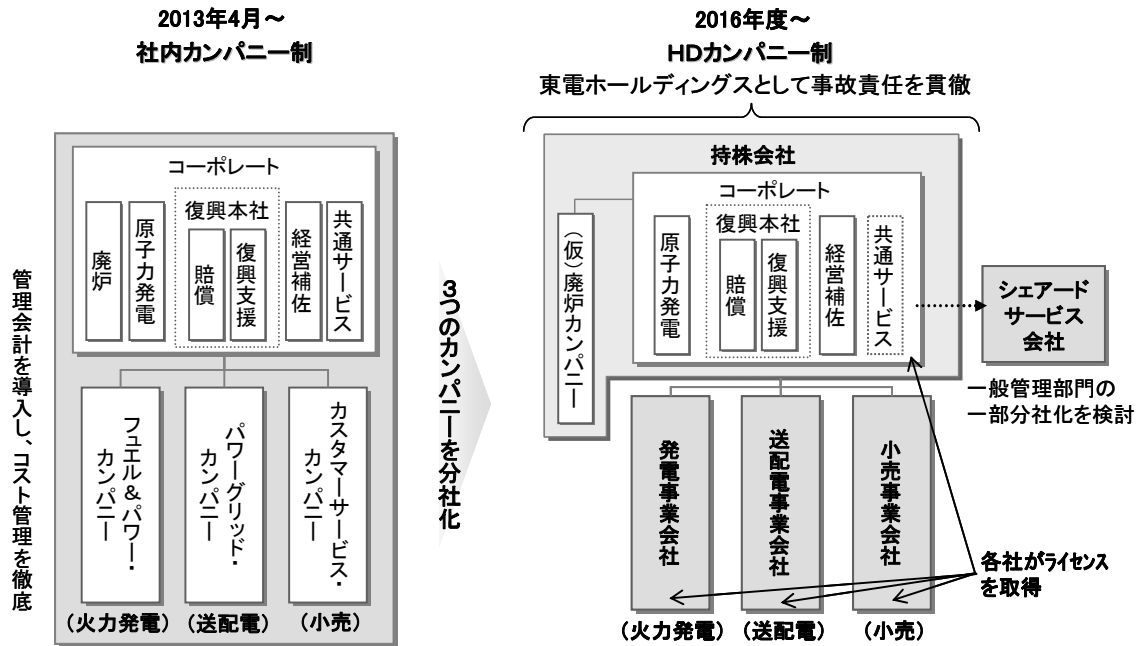 2013年4月～
社内カンパニー制
コーポレート
廃炉
原子力発電
復興本社
賠償
復興支援
経営補佐
共通サービス
管理会計を導入し、コスト管理を徹底
フュエル＆パワー・
カンパニー
パワーグリッド・
カンパニー
カスタマーサービス・
カンパニー
（火力発電）
（送配電）
（小売）
３つのカンパニーを分社化
2016年度～
HDカンパニー制
東電ホールディングスとして事故責任を貫徹
持株会社
コーポレート
（仮）廃炉カンパニー
原子力発電
復興本社
賠償
復興支援
経営補佐
共通サービス
シェアード
サービス
会社
一般管理部門の
一部分社化を検討
発電事業会社
送配電事業会社
小売事業会社
各社がライセンス
を取得
（火力発電）
（送配電）
（小売）